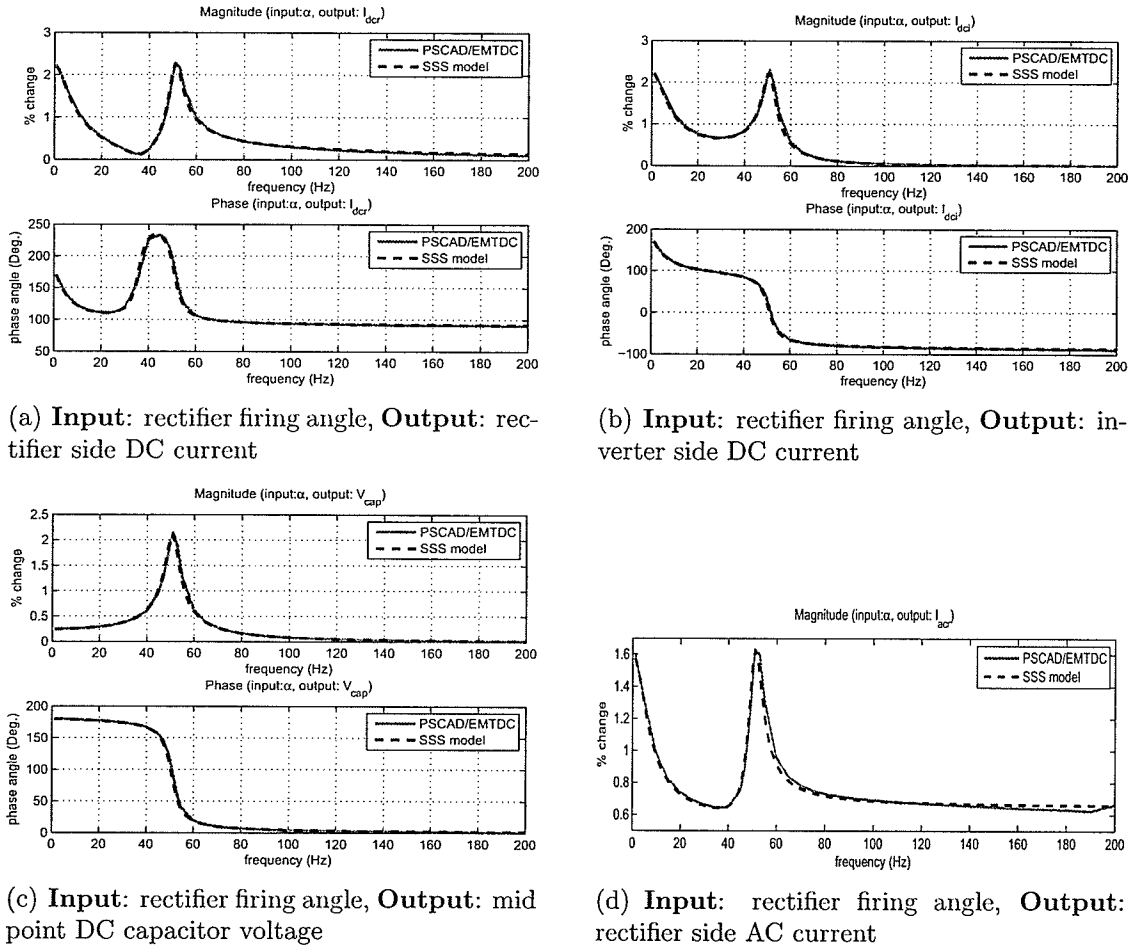 Magnitude (input:α, output: I_dcr)
3
2
1
0
% change
PSCAD/EMTDC
SSS model
0 20 40 60 80 100 120 140 160 180 200
frequency (Hz)
Phase (input:α, output: I_dcr)
250
200
150
100
50
phase angle (Deg.)
PSCAD/EMTDC
SSS model
0 20 40 60 80 100 120 140 160 180 200
frequency (Hz)
(a) Input: rectifier firing angle, Output: rec-
tifier side DC current
Magnitude (input:α, output: I_dci)
3
2
1
0
% change
PSCAD/EMTDC
SSS model
0 20 40 60 80 100 120 140 160 180 200
frequency (Hz)
Phase (input:α, output: I_dci)
200
100
0
−100
phase angle (Deg.)
PSCAD/EMTDC
SSS model
0 20 40 60 80 100 120 140 160 180 200
frequency (Hz)
(b) Input: rectifier firing angle, Output: in-
verter side DC current
Magnitude (input:α, output: V_cap)
2.5
2
1.5
1
0.5
0
% change
PSCAD/EMTDC
SSS model
0 20 40 60 80 100 120 140 160 180 200
frequency (Hz)
Phase (input:α, output: V_cap)
200
150
100
50
0
phase angle (Deg.)
PSCAD/EMTDC
SSS model
0 20 40 60 80 100 120 140 160 180 200
frequency (Hz)
(c) Input: rectifier firing angle, Output: mid
point DC capacitor voltage
Magnitude (input:α, output: I_acr)
1.6
1.4
1.2
1
0.8
0.6
% change
PSCAD/EMTDC
SSS model
0 20 40 60 80 100 120 140 160 180 200
frequency (Hz)
(d) Input: rectifier firing angle, Output:
rectifier side AC current